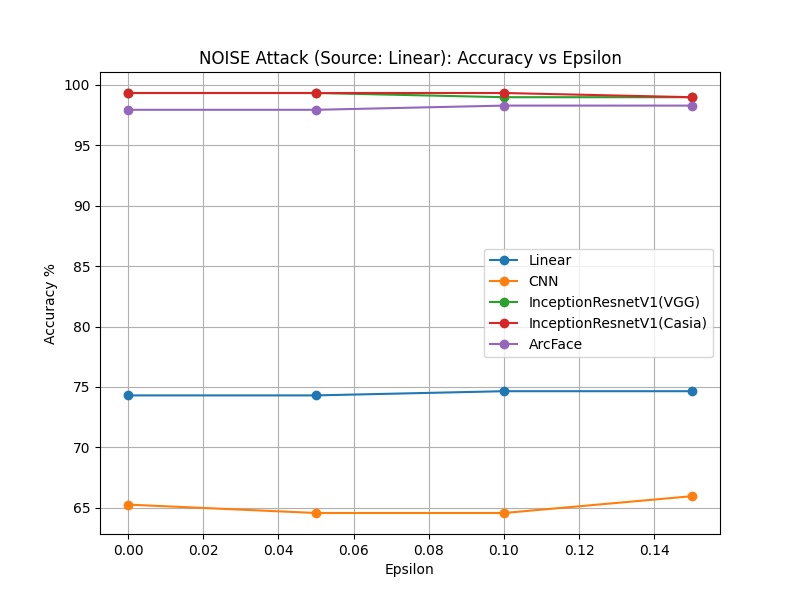 NOISE Attack (Source: Linear): Accuracy vs Epsilon
100
95
90
85
80
75
70
65
Accuracy %
Linear
CNN
InceptionResnetV1(VGG)
InceptionResnetV1(Casia)
ArcFace
0.00 0.02 0.04 0.06 0.08 0.10 0.12 0.14
Epsilon